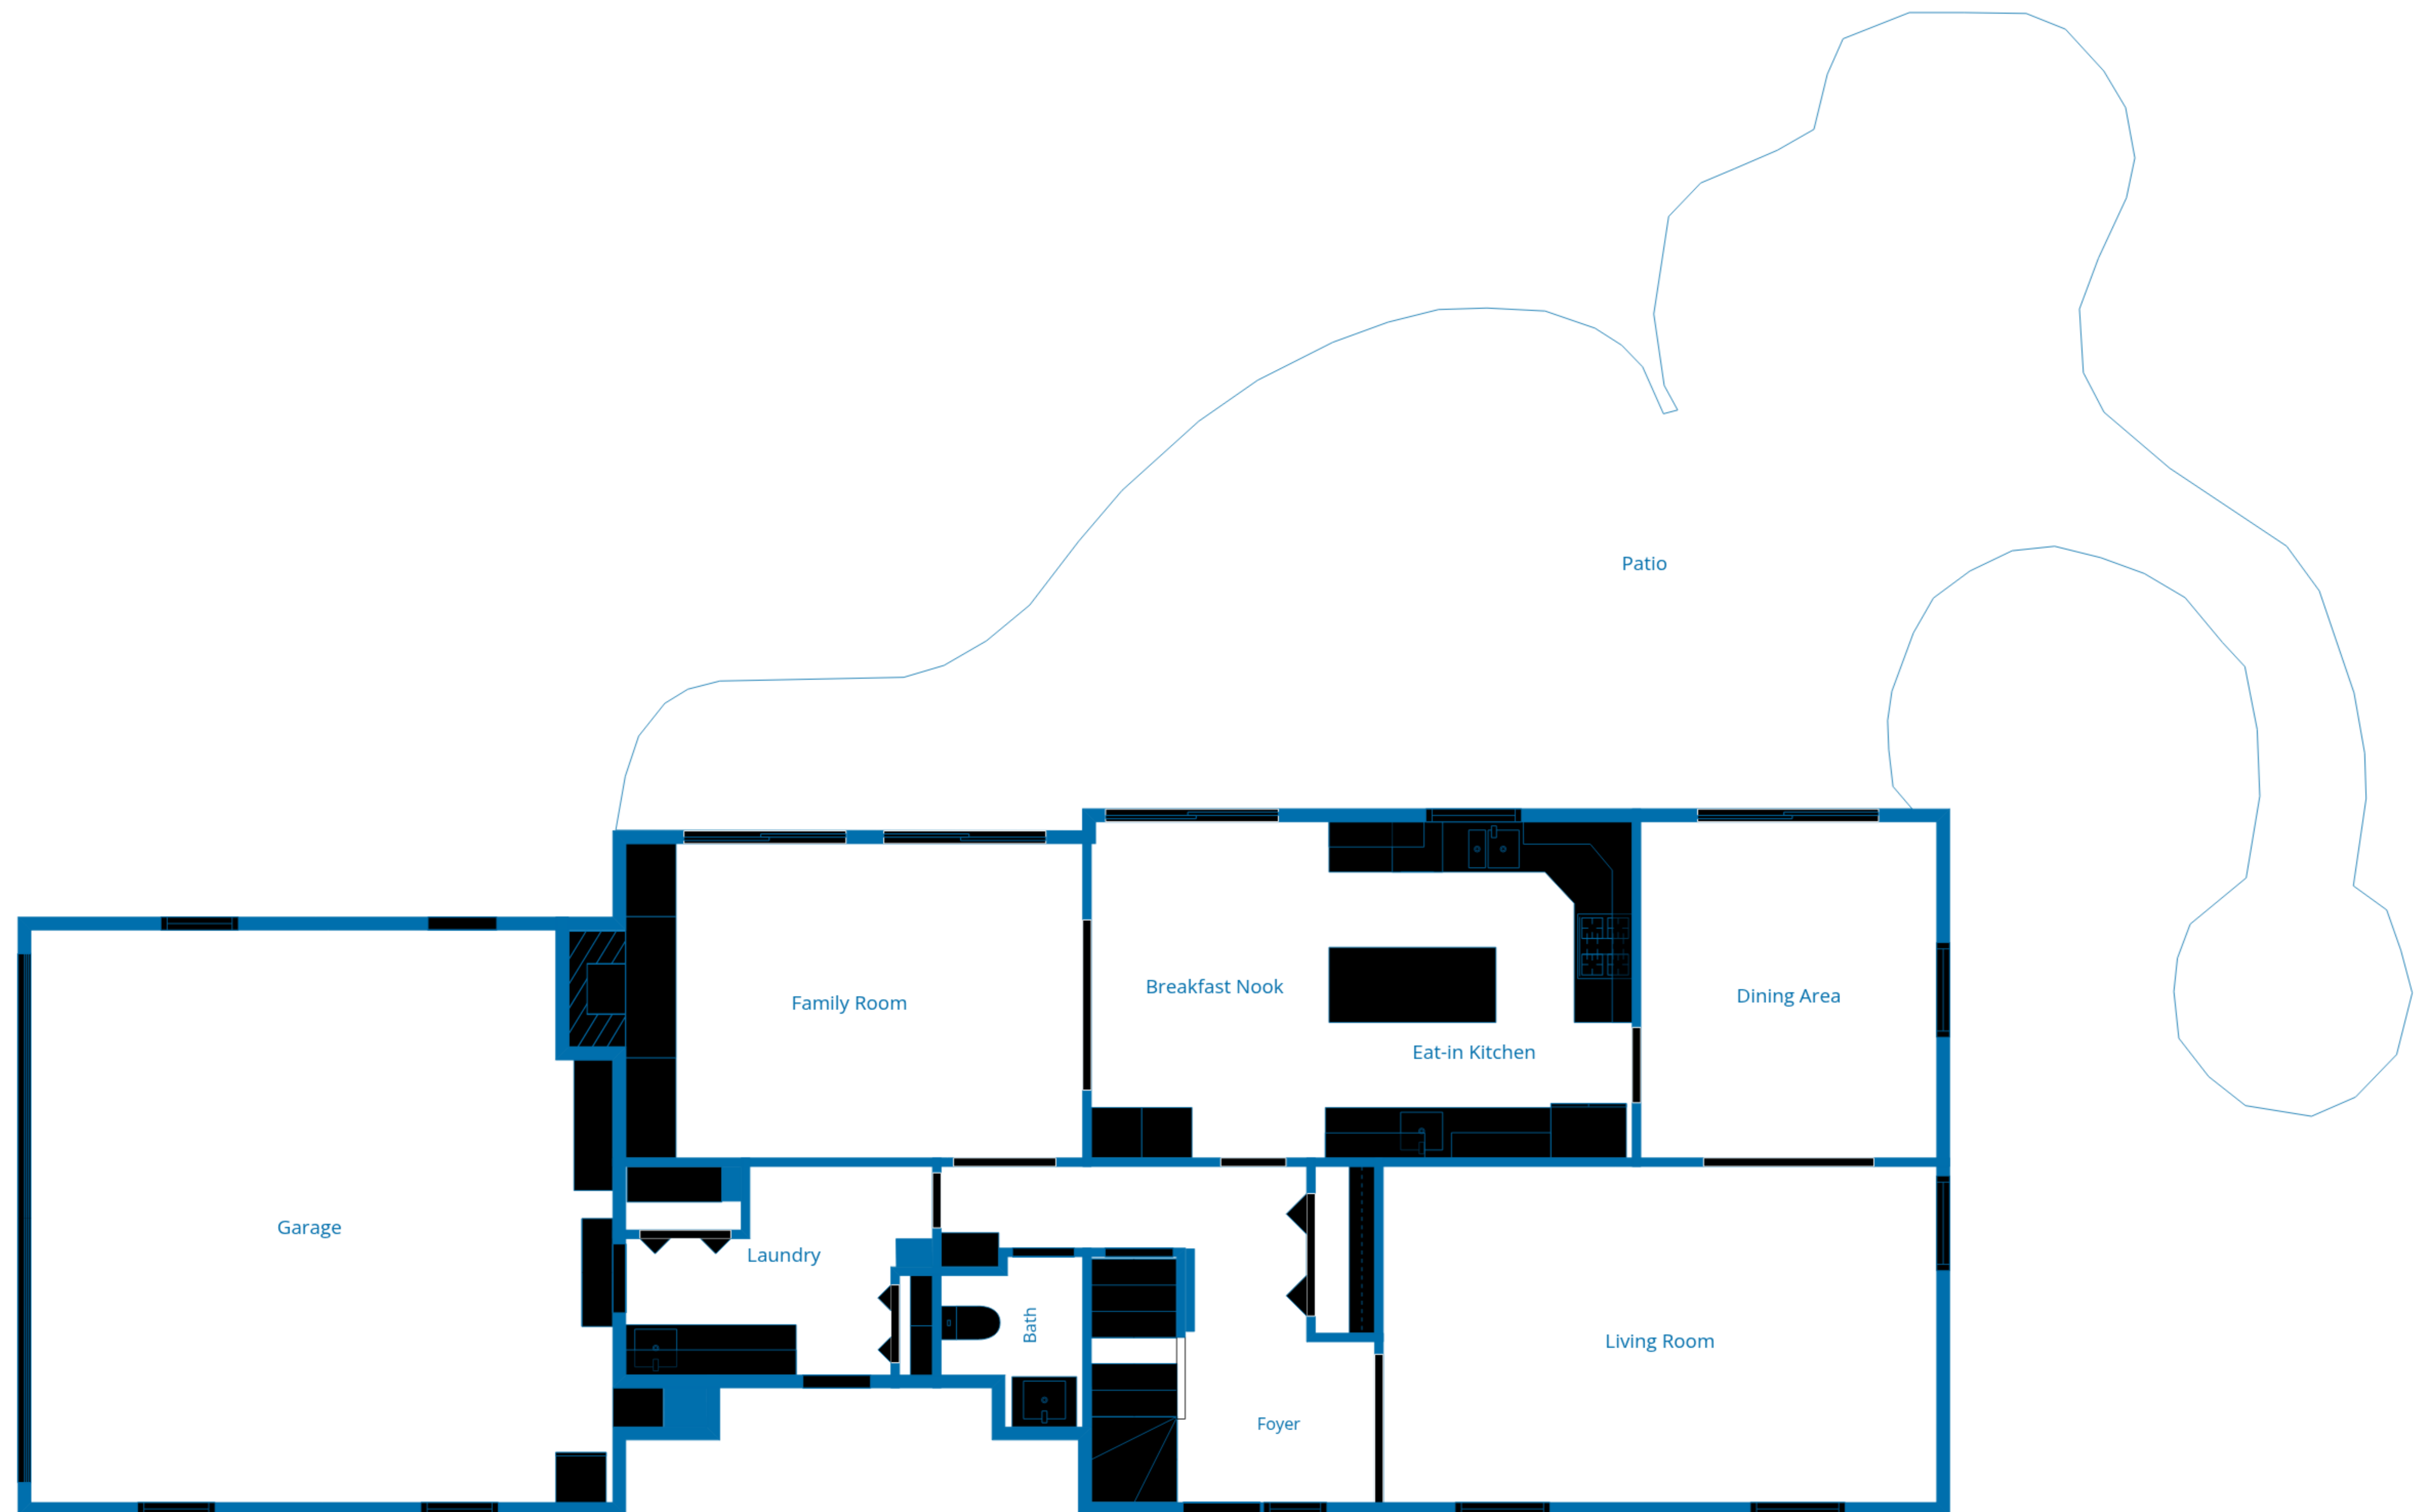 Patio
Breakfast Nook
Dining Area
Family Room
Eat-in Kitchen
Garage
Laundry
Bath
Living Room
Foyer